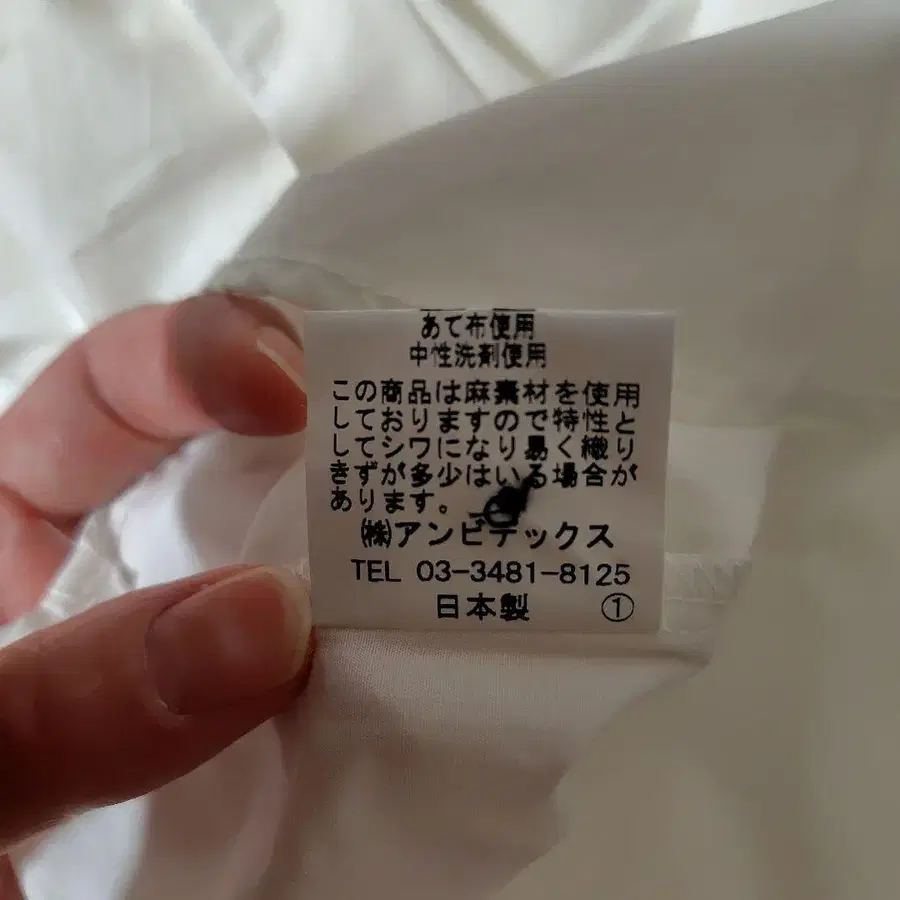 あて布使用
中性洗剤使用
この商品は麻素材を使用
しておりますので特性と
してシワになり易く織り
きずが多少はいる場合が
あります。
㈱アンビデックス
TEL 03-3481-8125
日本製 ①